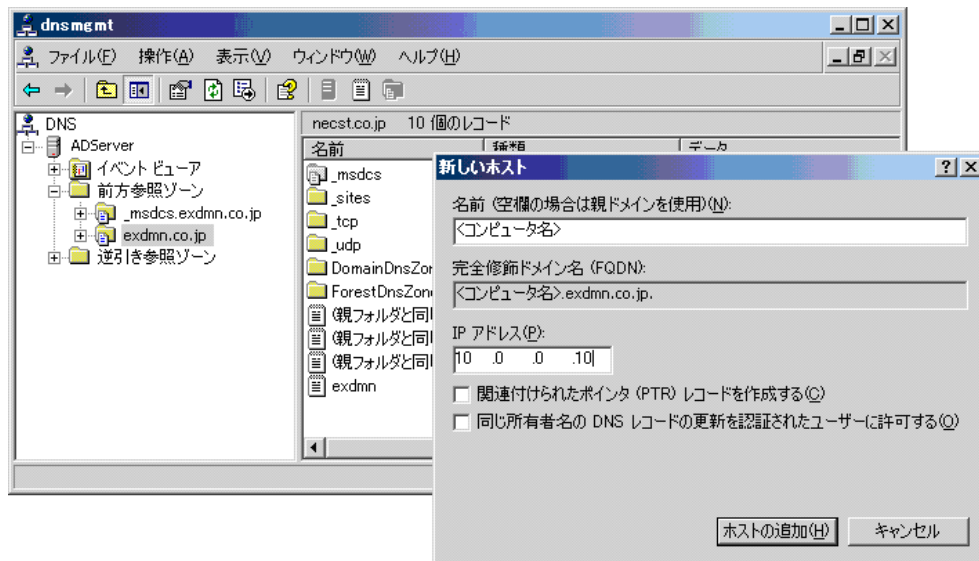 dnsmgmt
ファイル(F) 操作(A) 表示(V) ウィンドウ(W) ヘルプ(H)
DNS
ADServer
イベント ビューア
前方参照ゾーン
_msdcs.exdmn.co.jp
exdmn.co.jp
逆引き参照ゾーン
necst.co.jp 10 個のレコード
名前 種類 データ
_msdcs
_sites
_tcp
_udp
DomainDnsZon
ForestDnsZon
(親フォルダと同
(親フォルダと同
(親フォルダと同
exdmn
新しいホスト
名前 (空欄の場合は親ドメインを使用)(N):
<コンピュータ名>
完全修飾ドメイン名 (FQDN):
<コンピュータ名>.exdmn.co.jp.
IP アドレス(P):
10 .0 .0 .10
関連付けられたポインタ (PTR) レコードを作成する(C)
同じ所有者名の DNS レコードの更新を認証されたユーザーに許可する(O)
ホストの追加(H) キャンセル